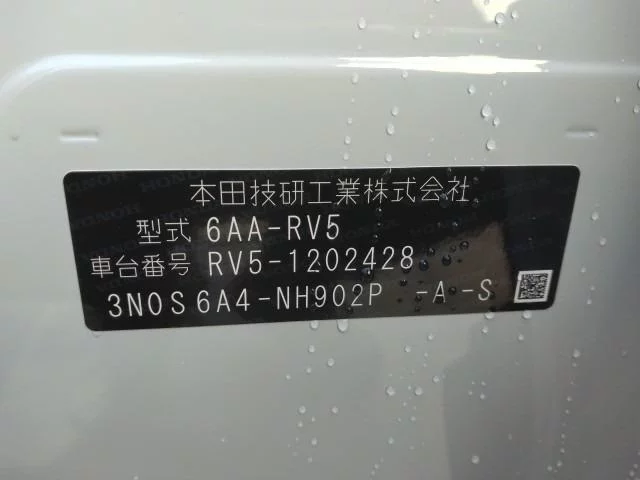 本田技研工業株式会社
型式 6AA-RV5
車台番号 RV5-1202428
3N0S6A4-NH902P -A-S